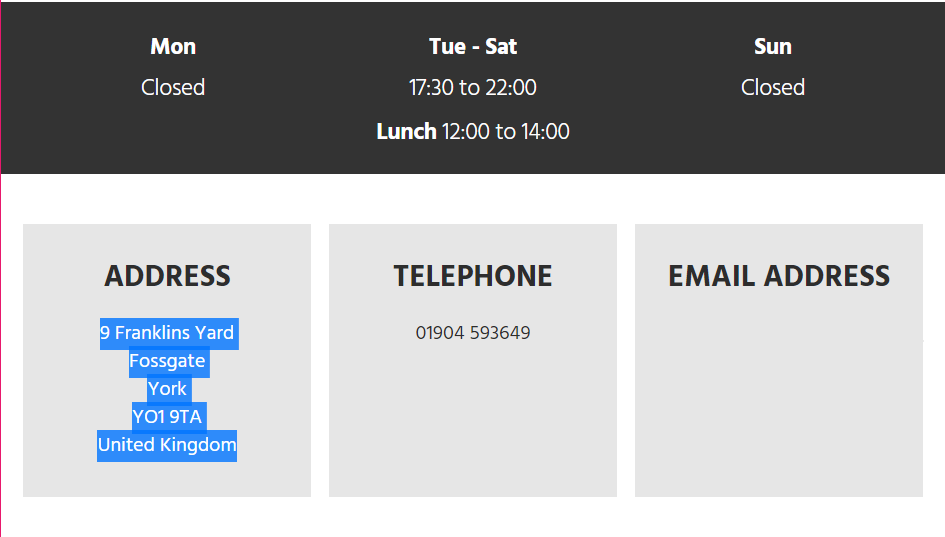 Mon
Closed
Tue - Sat
17:30 to 22:00
Lunch 12:00 to 14:00
Sun
Closed
ADDRESS
9 Franklins Yard
Fossgate
York
YO1 9TA
United Kingdom
TELEPHONE
01904 593649
EMAIL ADDRESS